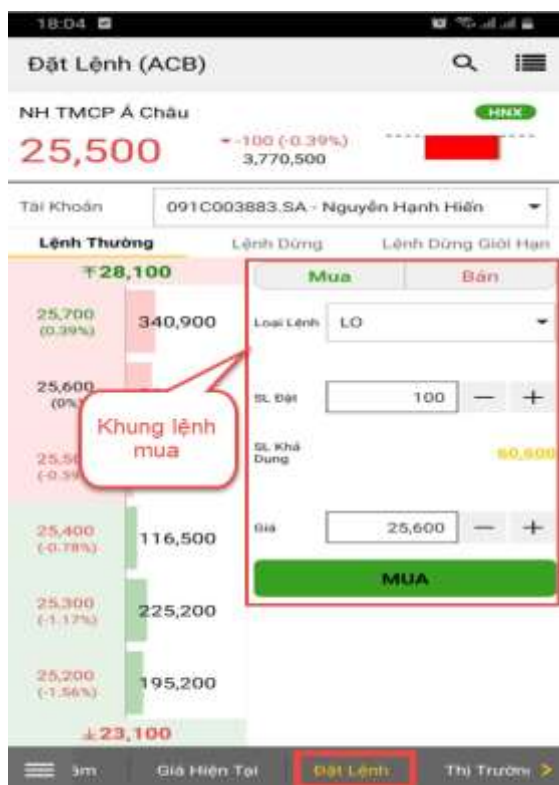 18:04
Đặt Lệnh (ACB)
NH TMCP Á Châu
HNX
25,500
-100 (-0.39%)
3,770,500
Tài Khoản
091C003883.SA - Nguyễn Hạnh Hiền
Lệnh Thường
Lệnh Dừng
Lệnh Dừng Giới Hạn
28,100
Mua
Bán
25,700
(0.39%)
340,900
Loại Lệnh
LO
25,600
(0%)
SL Đặt
100
Khung lệnh
mua
SL Khả
Dụng
60,600
25,400
(-0.78%)
116,500
Giá
25,600
MUA
25,300
(-1.17%)
225,200
25,200
(-1.56%)
195,200
23,100
Giá Hiện Tại
Đặt Lệnh
Thị Trường